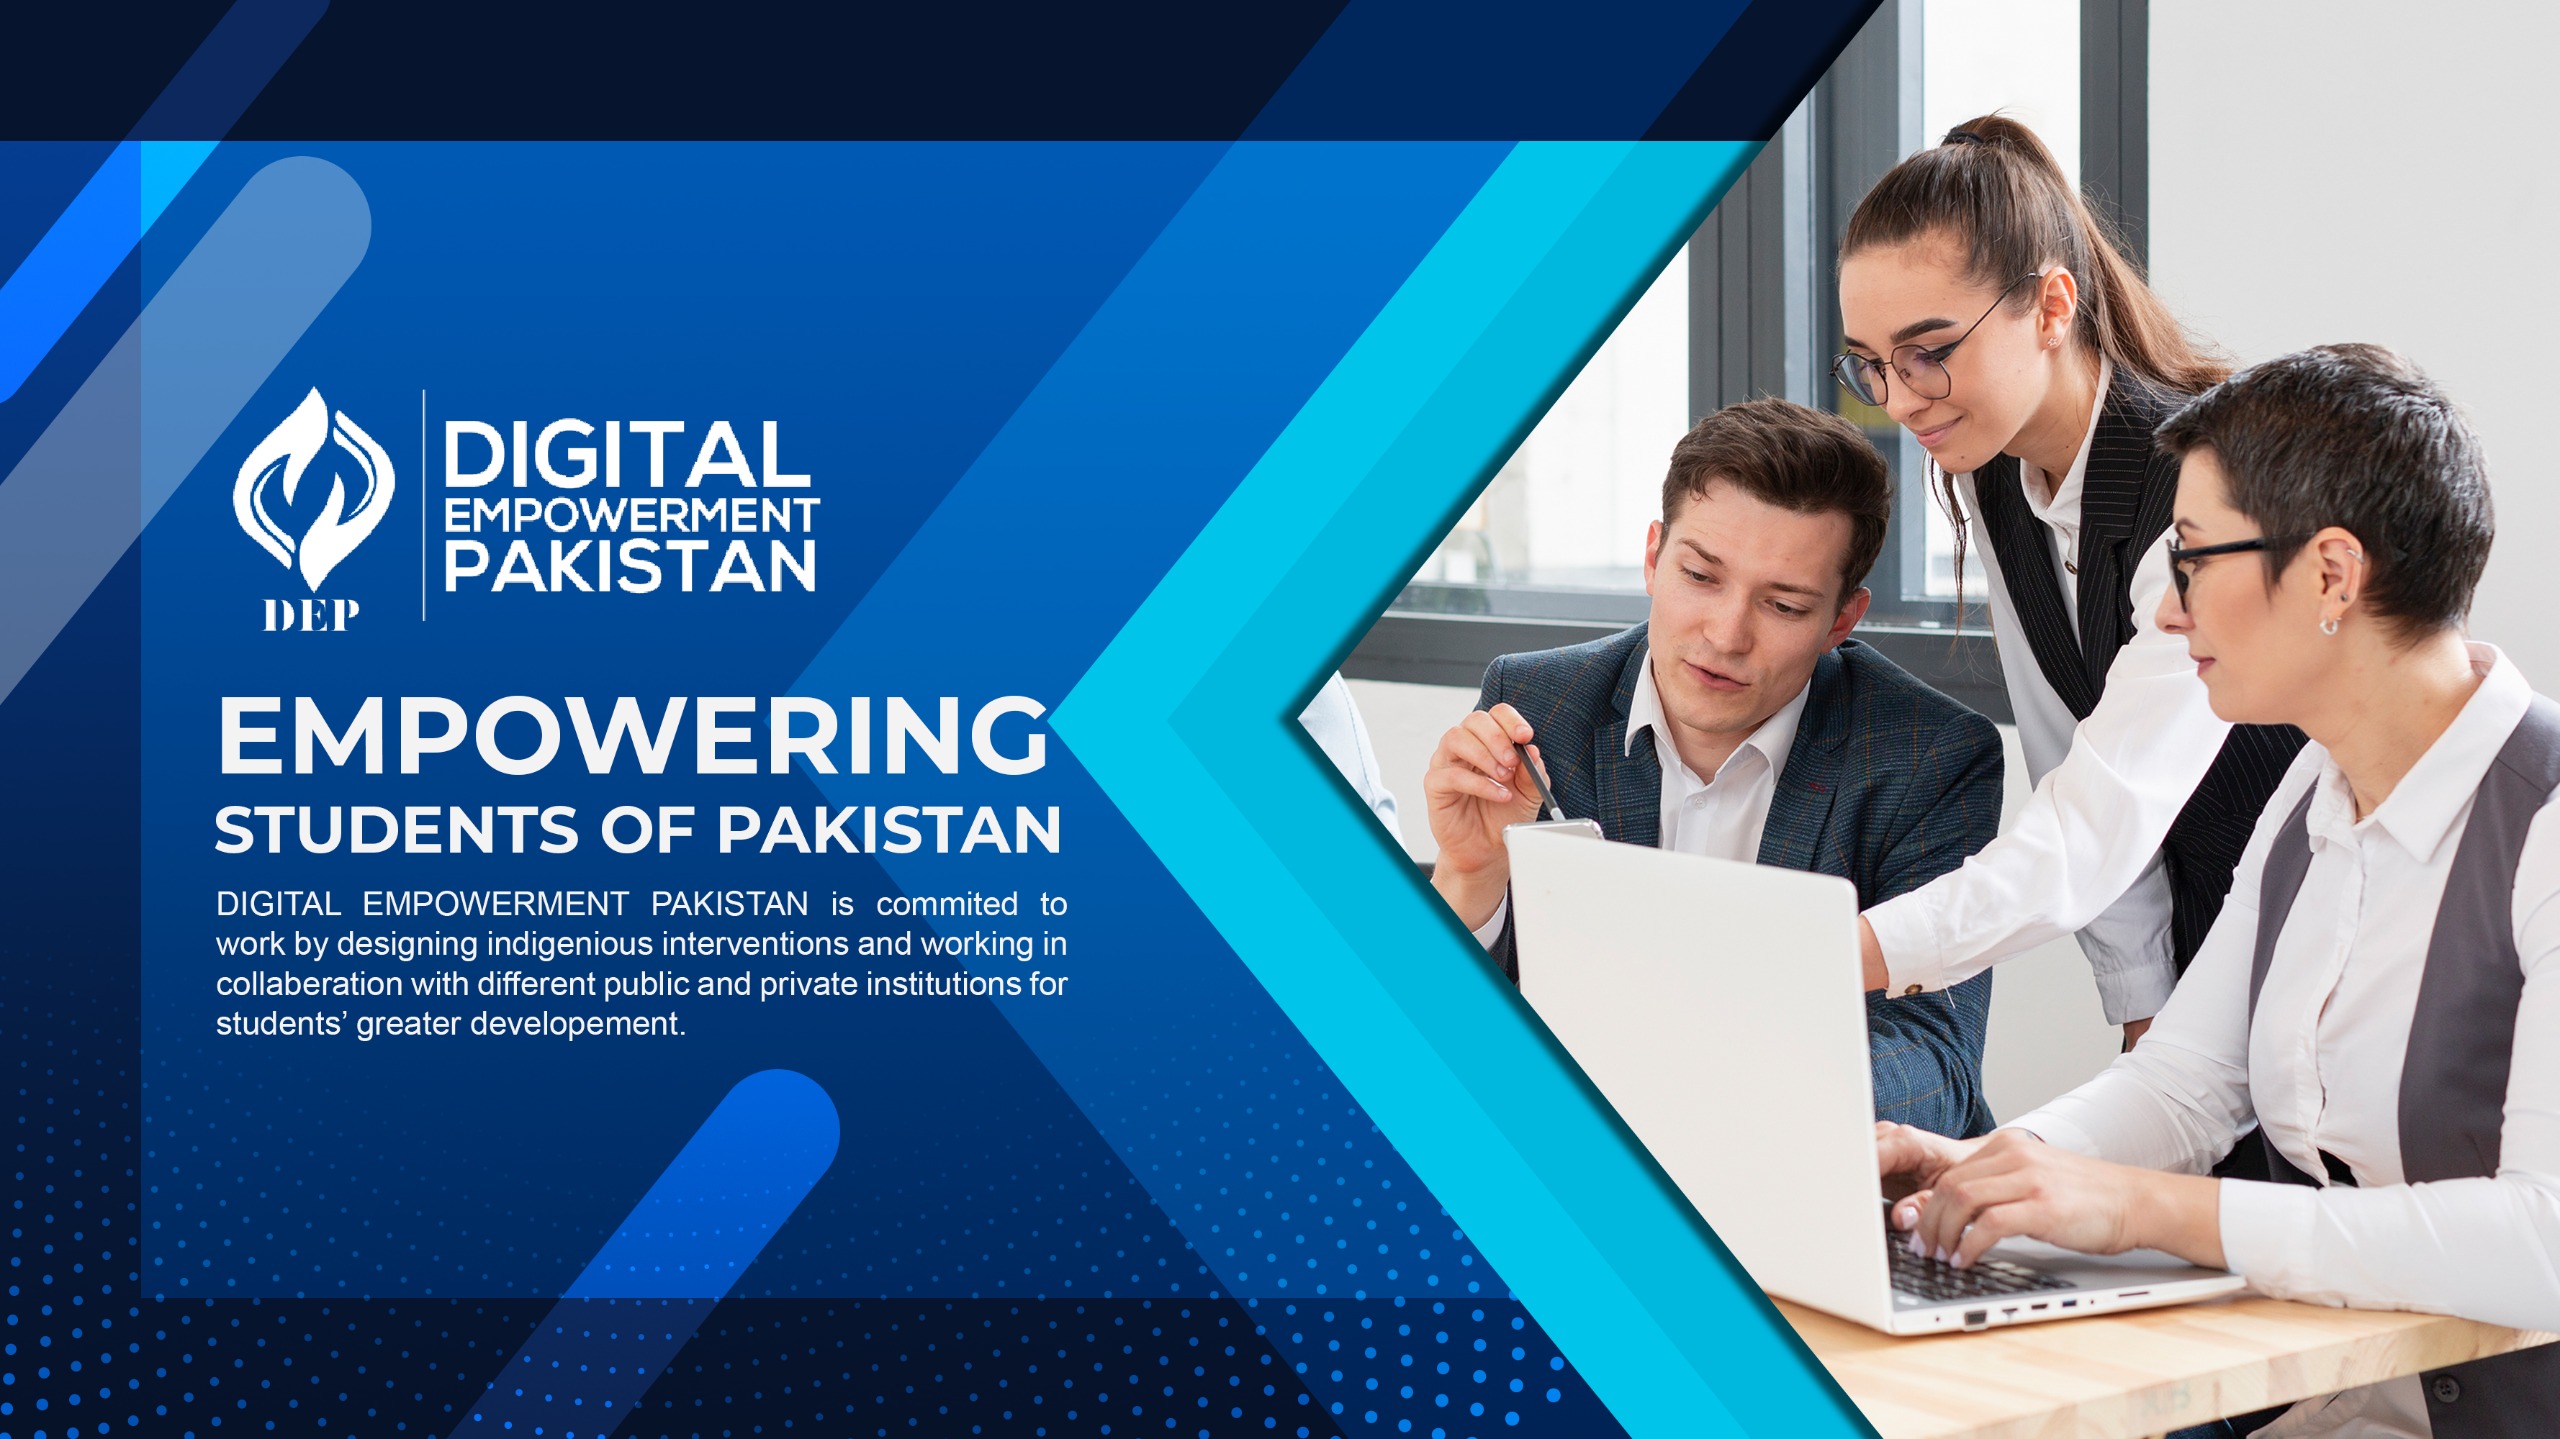 DIGITAL
EMPOWERMENT
PAKISTAN
DEP
EMPOWERING
STUDENTS OF PAKISTAN
DIGITAL EMPOWERMENT PAKISTAN is commited to
work by designing indigenious interventions and working in
collaberation with different public and private institutions for
students’ greater developement.